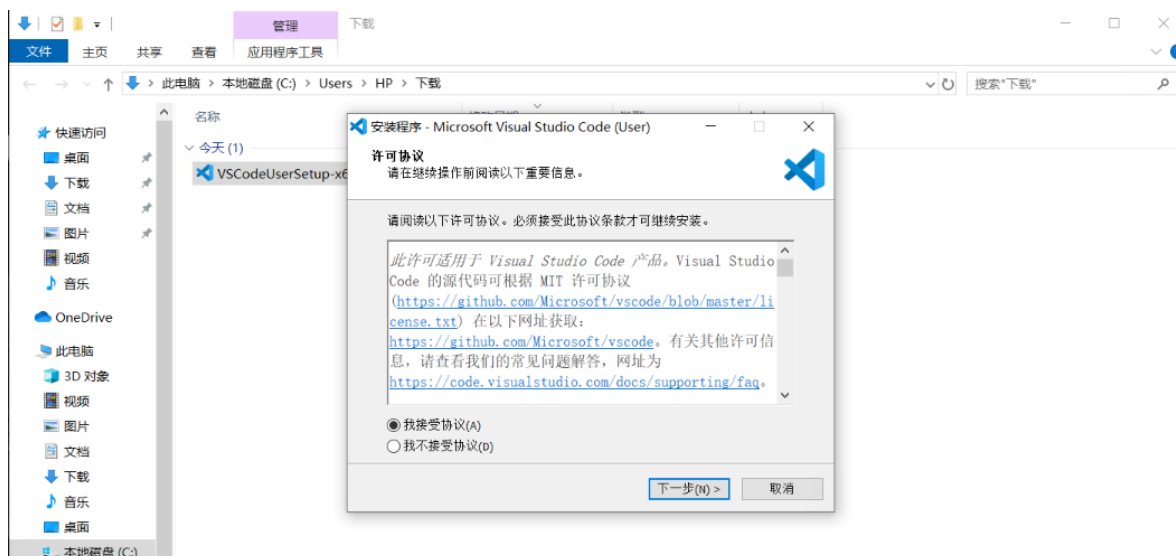 管理
下载
文件
主页
共享
查看
应用程序工具
此电脑 > 本地磁盘 (C:) > Users > HP > 下载
搜索"下载"
名称
快速访问
桌面
下载
文档
图片
视频
音乐
OneDrive
此电脑
3D 对象
视频
图片
文档
下载
音乐
桌面
本地磁盘 (C:)
今天 (1)
VSCodeUserSetup-x6
安装程序 - Microsoft Visual Studio Code (User)
许可协议
请在继续操作前阅读以下重要信息。
请阅读以下许可协议。必须接受此协议条款才可继续安装。
此许可适用于 Visual Studio Code 产品。Visual Studio
Code 的源代码可根据 MIT 许可协议
(https://github.com/Microsoft/vscode/blob/master/li
cense.txt) 在以下网址获取:
https://github.com/Microsoft/vscode。有关其他许可信
息, 请查看我们的常见问题解答, 网址为
https://code.visualstudio.com/docs/supporting/faq。
我接受协议(A)
我不接受协议(D)
下一步(N) >
取消